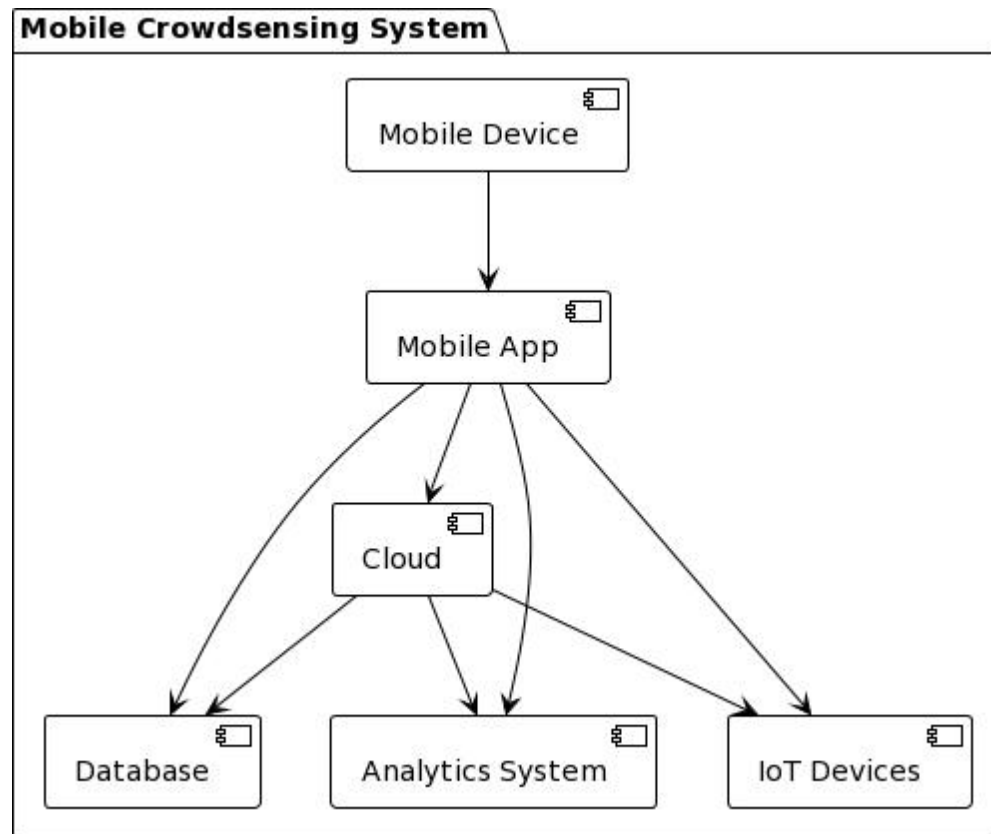 Mobile Crowdsensing System
Mobile Device
Mobile App
Cloud
Database
Analytics System
IoT Devices